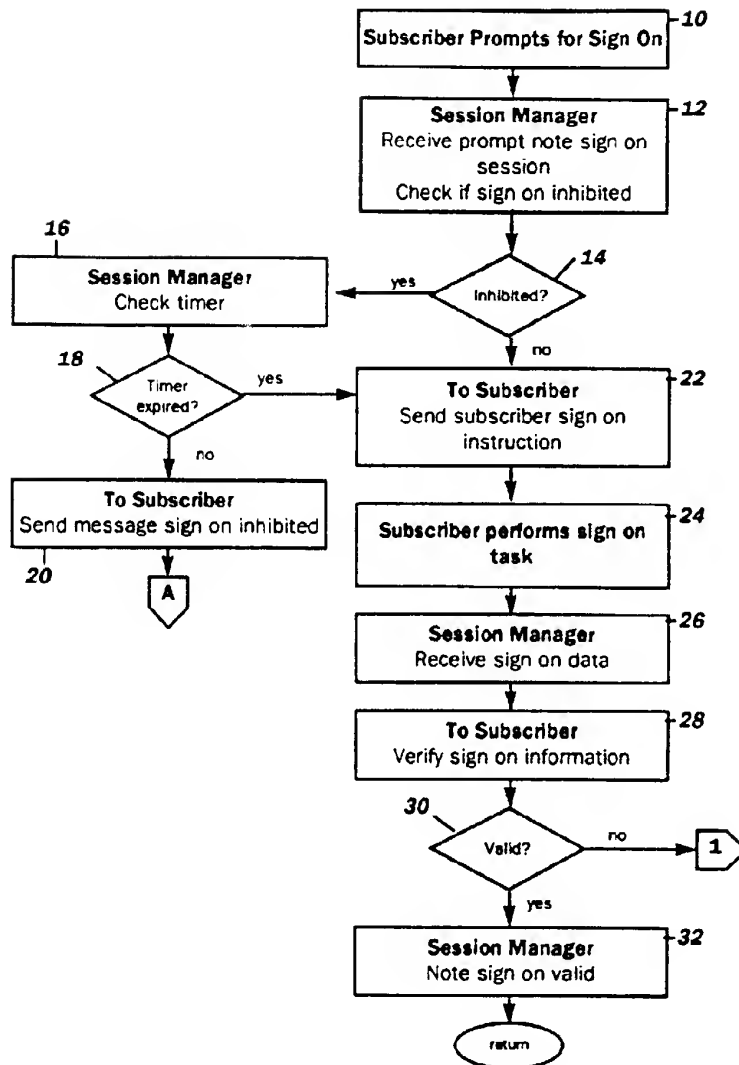 10
Subscriber Prompts for Sign On
12
Session Manager
Receive prompt note sign on
session
Check if sign on inhibited
14
Inhibited?
yes
no
16
Session Manager
Check timer
18
Timer
expired?
yes
no
20
To Subscriber
Send message sign on inhibited
A
22
To Subscriber
Send subscriber sign on
instruction
24
Subscriber performs sign on
task
26
Session Manager
Receive sign on data
28
To Subscriber
Verify sign on information
30
Valid?
no
1
yes
32
Session Manager
Note sign on valid
return